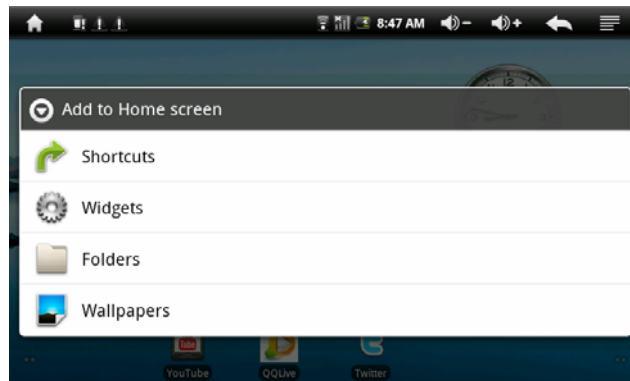 8:47 AM
Add to Home screen
Shortcuts
Widgets
Folders
Wallpapers
YouTube
QQLive
Twitter